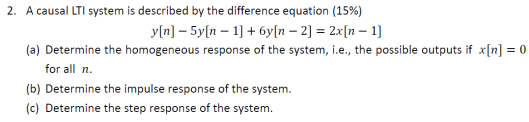 2. A causal LTI system is described by the difference equation (15%)
y[n] − 5y[n − 1] + 6y[n − 2] = 2x[n − 1]
(a) Determine the homogeneous response of the system, i.e., the possible outputs if x[n] = 0
for all n.
(b) Determine the impulse response of the system.
(c) Determine the step response of the system.